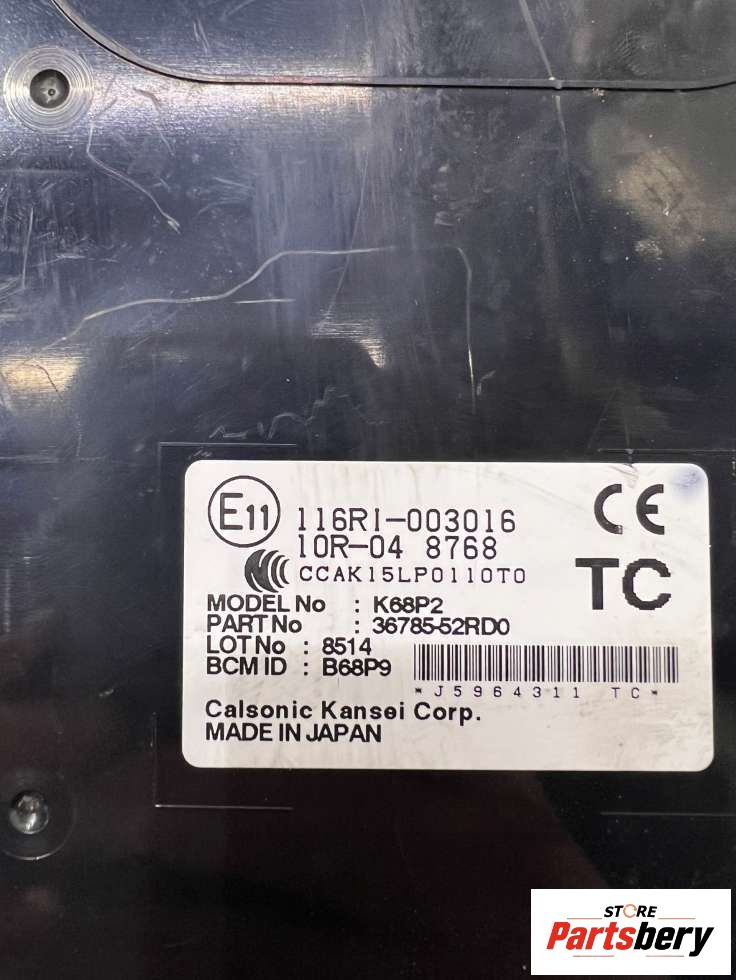 E11 116RI-003016 CE
10R-04 8768
CCAK15LP0110T0 TC
MODEL No : K68P2
PART No : 36785-52RD0
LOT No : 8514
BCM ID : B68P9
*J5964311 TC*
Calsonic Kansei Corp.
MADE IN JAPAN
STORE
Partsbery